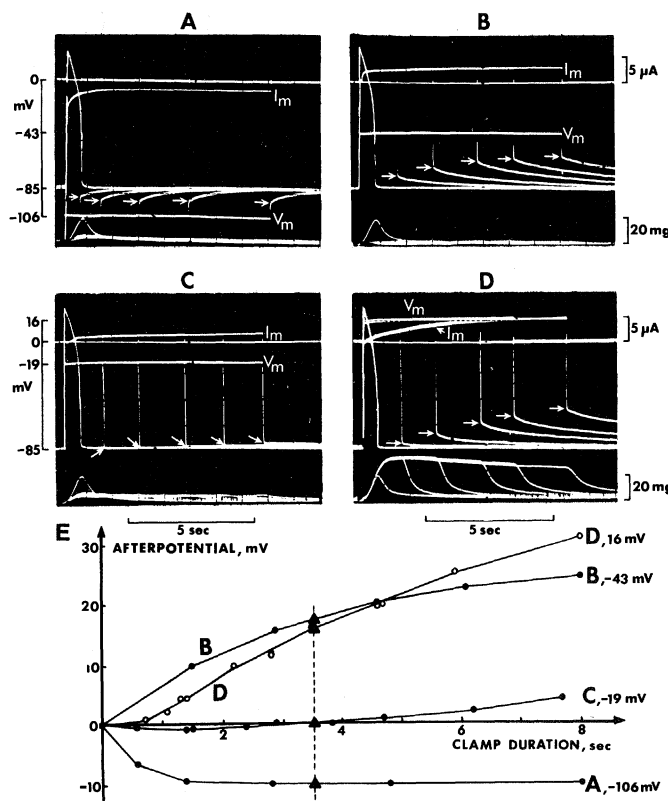 A
B
0
mV
-43
-85
-106
Im
Vm
Im
Vm
5 µA
20 mg
C
D
16
0
-19
mV
-85
Im
Vm
Vm
Im
5 µA
20 mg
5 sec
5 sec
E
AFTERPOTENTIAL, mV
30
20
10
0
-10
B
D
2
4
6
8
CLAMP DURATION, sec
D, 16 mV
B, -43 mV
C, -19 mV
A, -106 mV